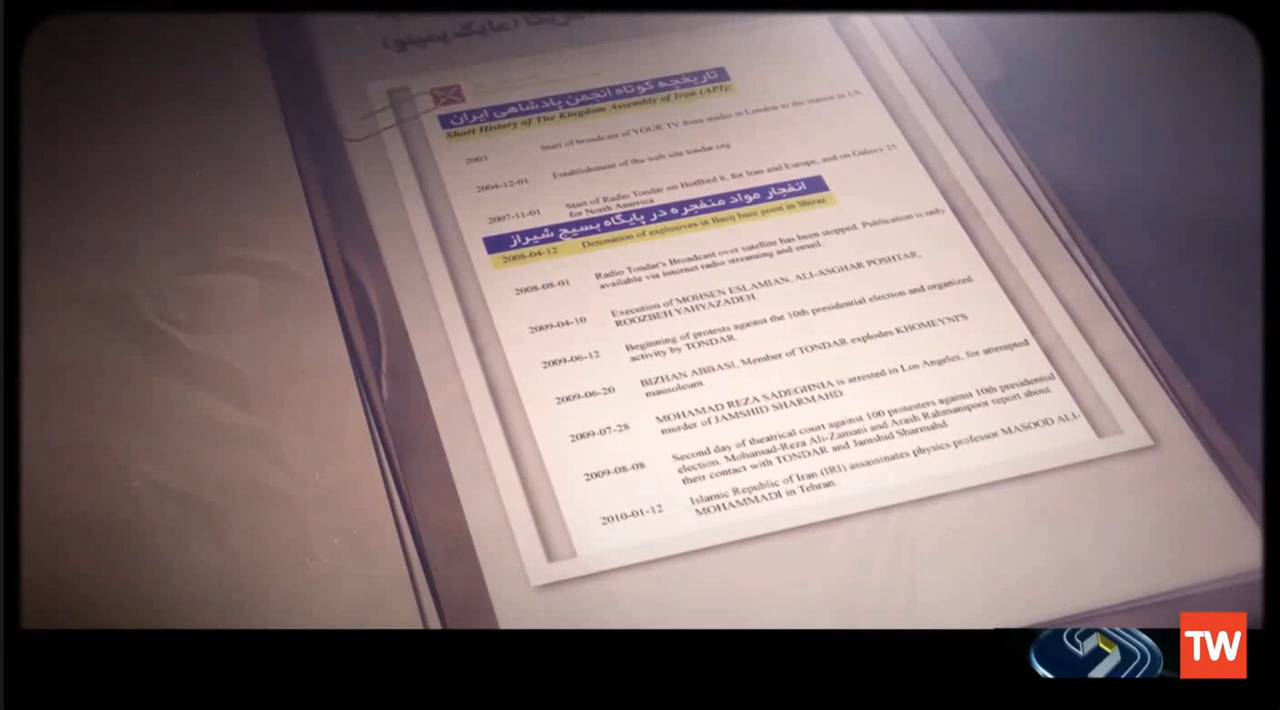 (مایک پمپئو)
تاریخچه کوتاه انجمن پادشاهی ایران
Short History of The Kingdom Assembly of Iran (API):
2003 Start of broadcast of YOUR TV from studio in London to the station in US
2004-12-01 Establishment of the web site tondar.org
2007-11-01 Start of Radio Tondar on HotBird 8, for Iran and Europe, and on Galaxy 25
for North America
انفجار مواد منفجره در پایگاه بسیج شیراز
2008-04-12 Detonation of explosives in Basij base point in Shiraz
2008-08-01 Radio Tondar's Broadcast over satellite has been stopped. Publication is only
available via internet radio streaming and email.
2009-04-10 Execution of MOHSEN ESLAMIAN, ALI-ASGHAR POSHTAR,
ROOZBEH YAHYAZADEH
2009-06-12 Beginning of protests against the 10th presidential election and organized
activity by TONDAR.
2009-06-20 BIZHAN ABBASI, Member of TONDAR explodes KHOMEYNI'S
mausoleum.
2009-07-28 MOHAMAD REZA SADEGHNIA is arrested in Los Angeles, for attempted
murder of JAMSHID SHARMAHD.
2009-08-08 Second day of theatrical court against 100 protesters against 10th presidential
election. Mohamad-Reza Ali-Zamani and Arash Rahmanipoor report about
their contact with TONDAR and Jamshid Sharmahd.
2010-01-12 Islamic Republic of Iran (IRI) assassinates physics professor MASOOD ALI-
MOHAMMADI in Tehran.
TW